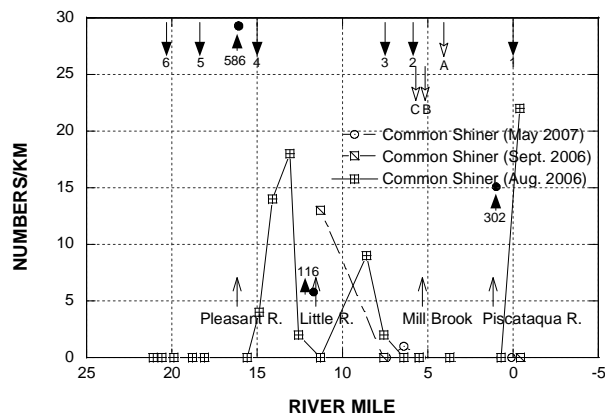 30
25
20
15
10
5
0
NUMBERS/KM
6
5
4
3
2
A
1
586
C
B
Common Shiner (May 2007)
Common Shiner (Sept. 2006)
Common Shiner (Aug. 2006)
302
116
Pleasant R.
Little R.
Mill Brook
Piscataqua R.
25
20
15
10
5
0
-5
RIVER MILE